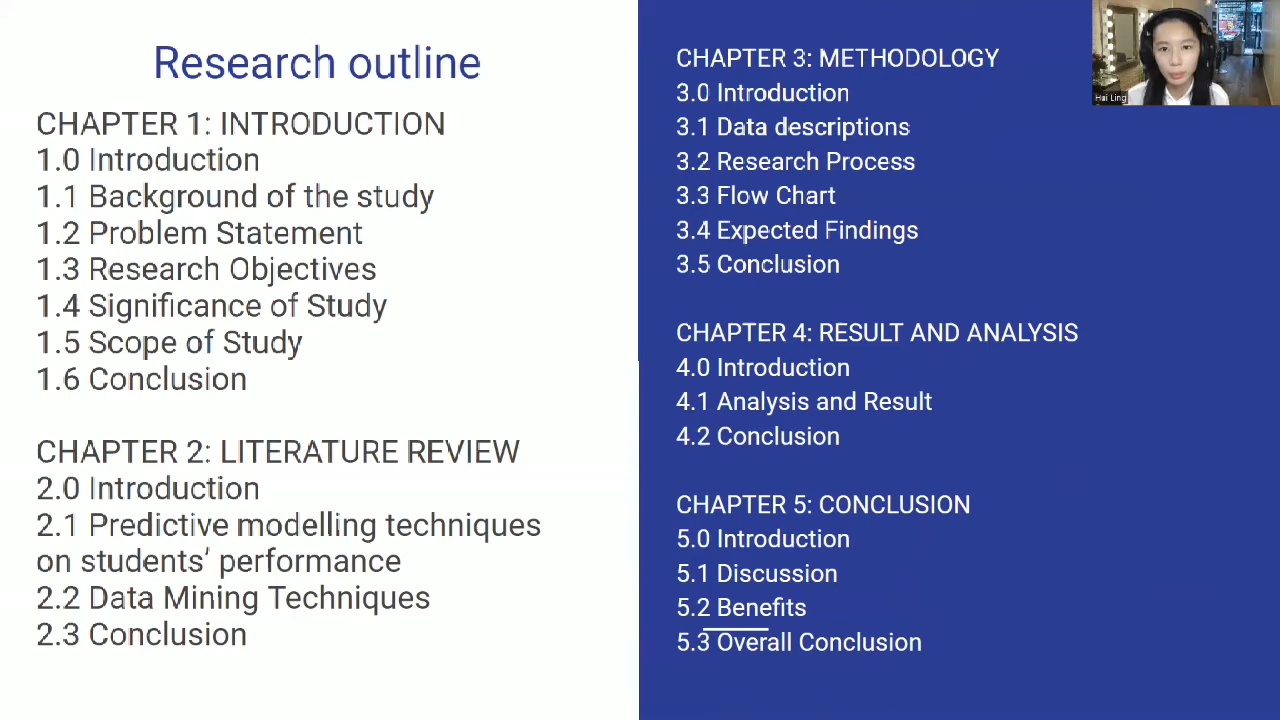 Research outline
CHAPTER 1: INTRODUCTION
1.0 Introduction
1.1 Background of the study
1.2 Problem Statement
1.3 Research Objectives
1.4 Significance of Study
1.5 Scope of Study
1.6 Conclusion
CHAPTER 2: LITERATURE REVIEW
2.0 Introduction
2.1 Predictive modelling techniques
on students’ performance
2.2 Data Mining Techniques
2.3 Conclusion
CHAPTER 3: METHODOLOGY
3.0 Introduction
3.1 Data descriptions
3.2 Research Process
3.3 Flow Chart
3.4 Expected Findings
3.5 Conclusion
CHAPTER 4: RESULT AND ANALYSIS
4.0 Introduction
4.1 Analysis and Result
4.2 Conclusion
CHAPTER 5: CONCLUSION
5.0 Introduction
5.1 Discussion
5.2 Benefits
5.3 Overall Conclusion
Hai Ling